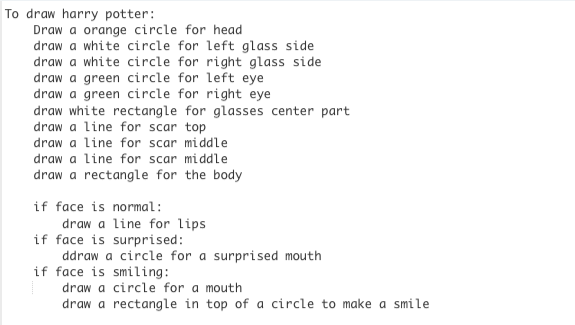 To draw harry potter:
Draw a orange circle for head
draw a white circle for left glass side
draw a white circle for right glass side
draw a green circle for left eye
draw a green circle for right eye
draw white rectangle for glasses center part
draw a line for scar top
draw a line for scar middle
draw a line for scar middle
draw a rectangle for the body
if face is normal:
draw a line for lips
if face is surprised:
ddraw a circle for a surprised mouth
if face is smiling:
draw a circle for a mouth
draw a rectangle in top of a circle to make a smile